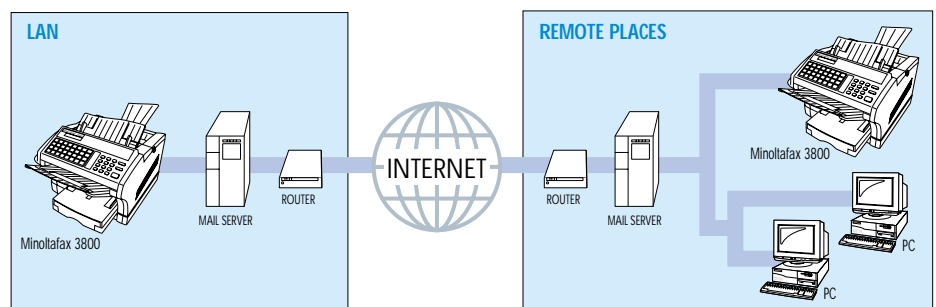 LAN
Minoltafax 3800
MAIL SERVER
ROUTER
INTERNET
REMOTE PLACES
ROUTER
MAIL SERVER
Minoltafax 3800
PC
PC